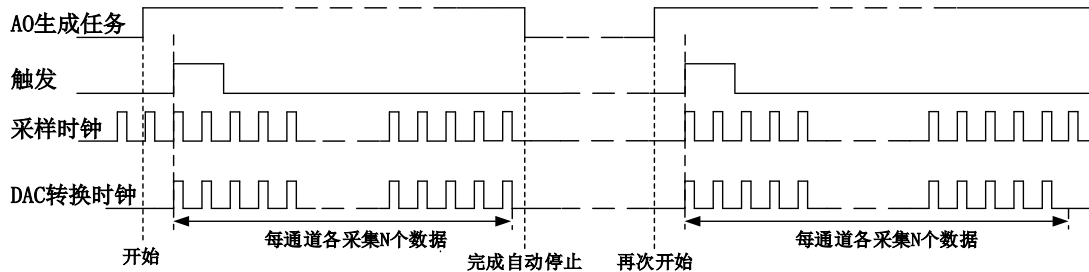 AO生成任务
触发
采样时钟
DAC转换时钟
每通道各采集N个数据
每通道各采集N个数据
开始
完成自动停止
再次开始